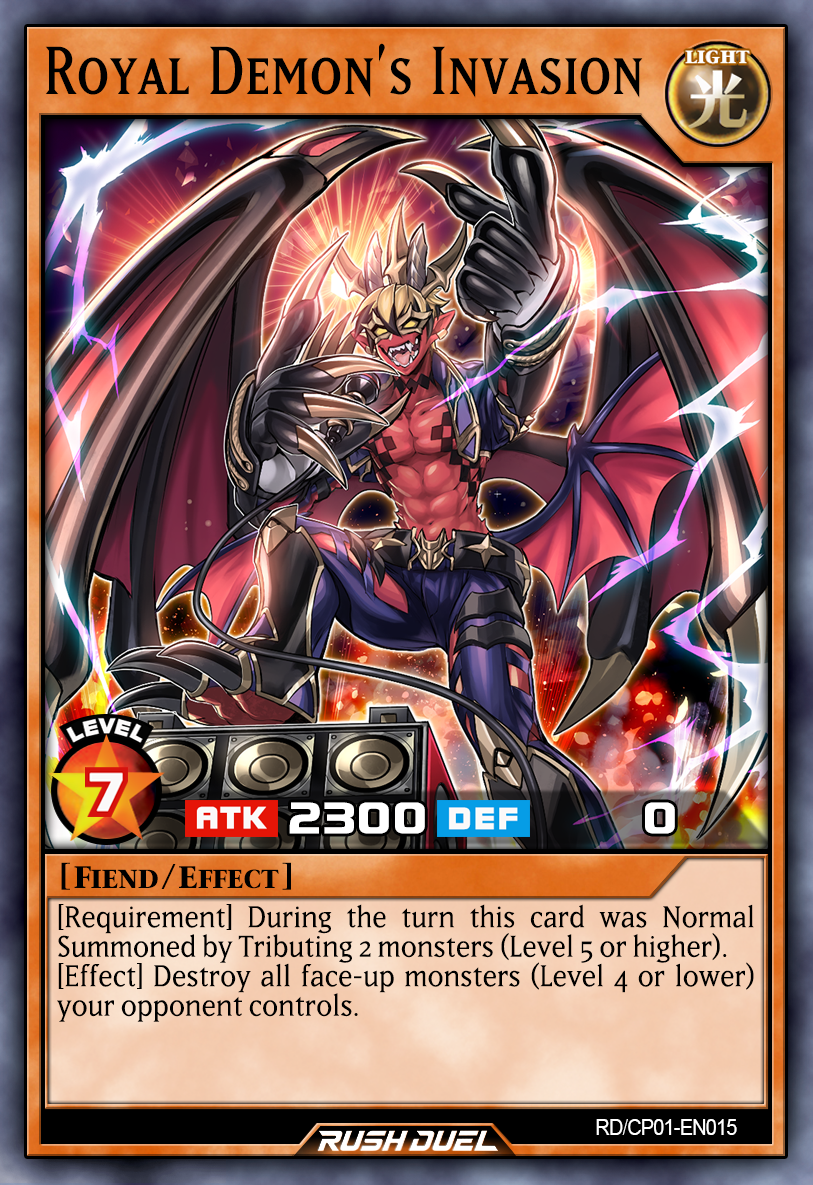 Royal Demon's Invasion
LIGHT
光
LEVEL
7
ATK 2300 DEF 0
[Fiend/Effect]
[Requirement] During the turn this card was Normal
Summoned by Tributing 2 monsters (Level 5 or higher).
[Effect] Destroy all face-up monsters (Level 4 or lower)
your opponent controls.
RD/CP01-EN015
RUSH DUEL